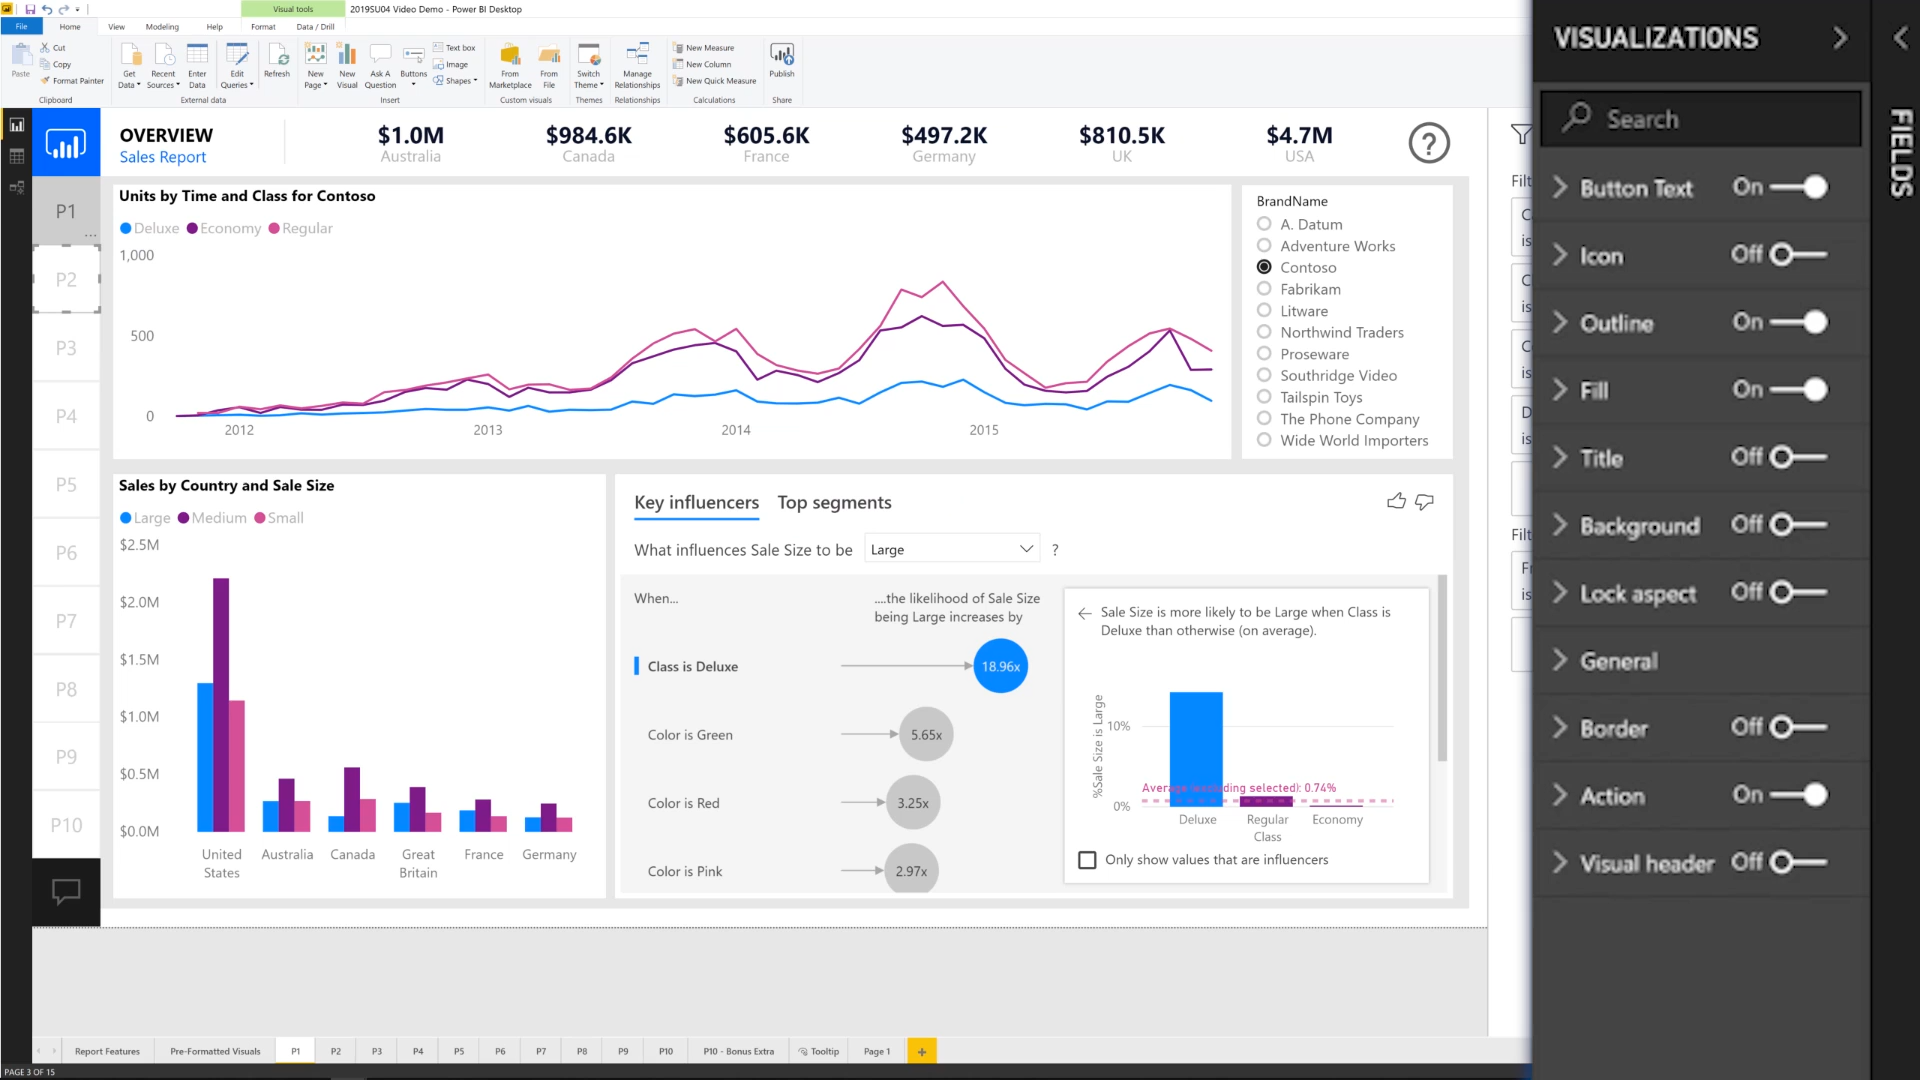 Visual tools
2019SU04 Video Demo - Power BI Desktop
File Home View Modeling Help Format Data / Drill
Paste
Cut
Copy
Format Painter
Clipboard
Get Data
Recent Sources
Enter Data
Edit Queries
Refresh
External data
New Page
New Visual
Ask A Question
Buttons
Text box
Image
Shapes
Insert
From Marketplace
From File
Custom visuals
Switch Theme
Themes
Manage Relationships
Relationships
New Measure
New Column
New Quick Measure
Calculations
Publish
Share
OVERVIEW
Sales Report
$1.0M $984.6K $605.6K $497.2K $810.5K $4.7M
Australia Canada France Germany UK USA
?
P1
...
P2
P3
P4
P5
P6
P7
P8
P9
P10
Units by Time and Class for Contoso
Deluxe Economy Regular
1,000
500
0
2012 2013 2014 2015
BrandName
A. Datum
Adventure Works
Contoso
Fabrikam
Litware
Northwind Traders
Proseware
Southridge Video
Tailspin Toys
The Phone Company
Wide World Importers
Sales by Country and Sale Size
Large Medium Small
$2.5M
$2.0M
$1.5M
$1.0M
$0.5M
$0.0M
United States
Australia
Canada
Great Britain
France
Germany
Key influencers Top segments
What influences Sale Size to be Large ?
When...
....the likelihood of Sale Size
being Large increases by
Class is Deluxe 18.96x
Color is Green 5.65x
Color is Red 3.25x
Color is Pink 2.97x
Sale Size is more likely to be Large when Class is
Deluxe than otherwise (on average).
%Sale Size is Large
10%
0%
Average (excluding selected): 0.74%
Deluxe Regular Economy
Class
Only show values that are influencers
Filt
is
is
is
is
Filt
is
VISUALIZATIONS
Search
Button Text On
Icon Off
Outline On
Fill On
Title Off
Background Off
Lock aspect Off
General
Border Off
Action On
Visual header Off
FIELDS
Report Features Pre-Formatted Visuals P1 P2 P3 P4 P5 P6 P7 P8 P9 P10 P10 - Bonus Extra Tooltip Page 1 +
PAGE 3 OF 15